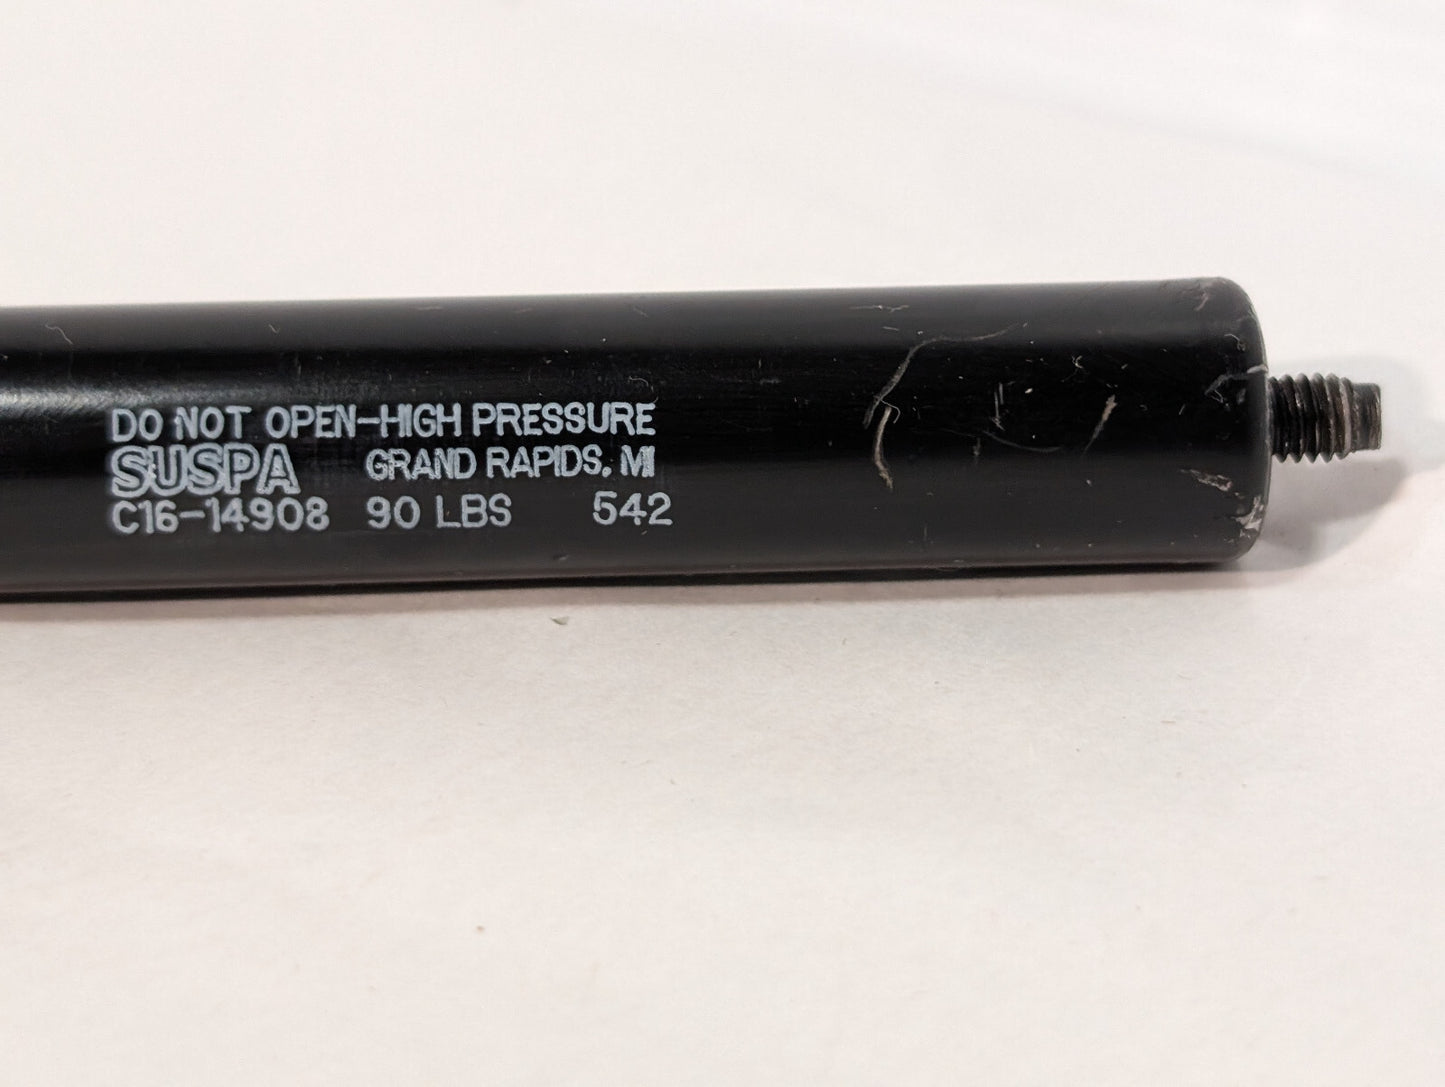 DO NOT OPEN-HIGH PRESSURE
SUSPA GRAND RAPIDS, MI
C16-14908 90 LBS 542